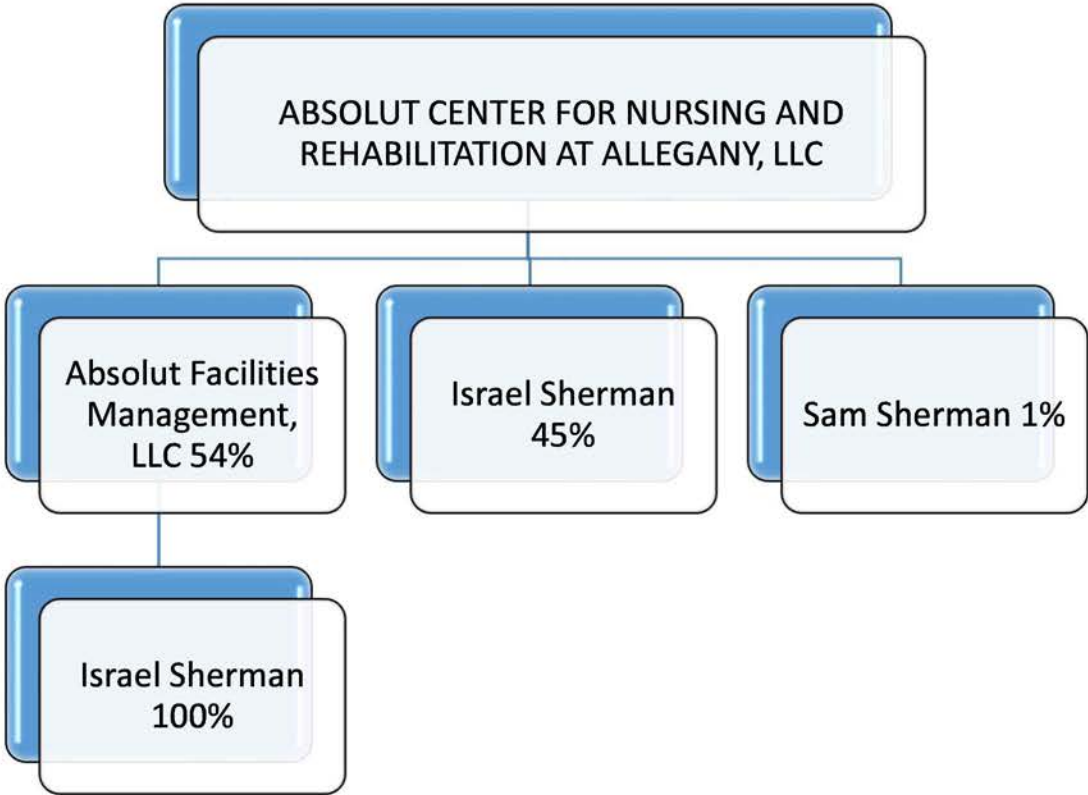 ABSOLUT CENTER FOR NURSING AND
REHABILITATION AT ALLEGANY, LLC
Absolut Facilities
Management,
LLC 54%
Israel Sherman
45%
Sam Sherman 1%
Israel Sherman
100%